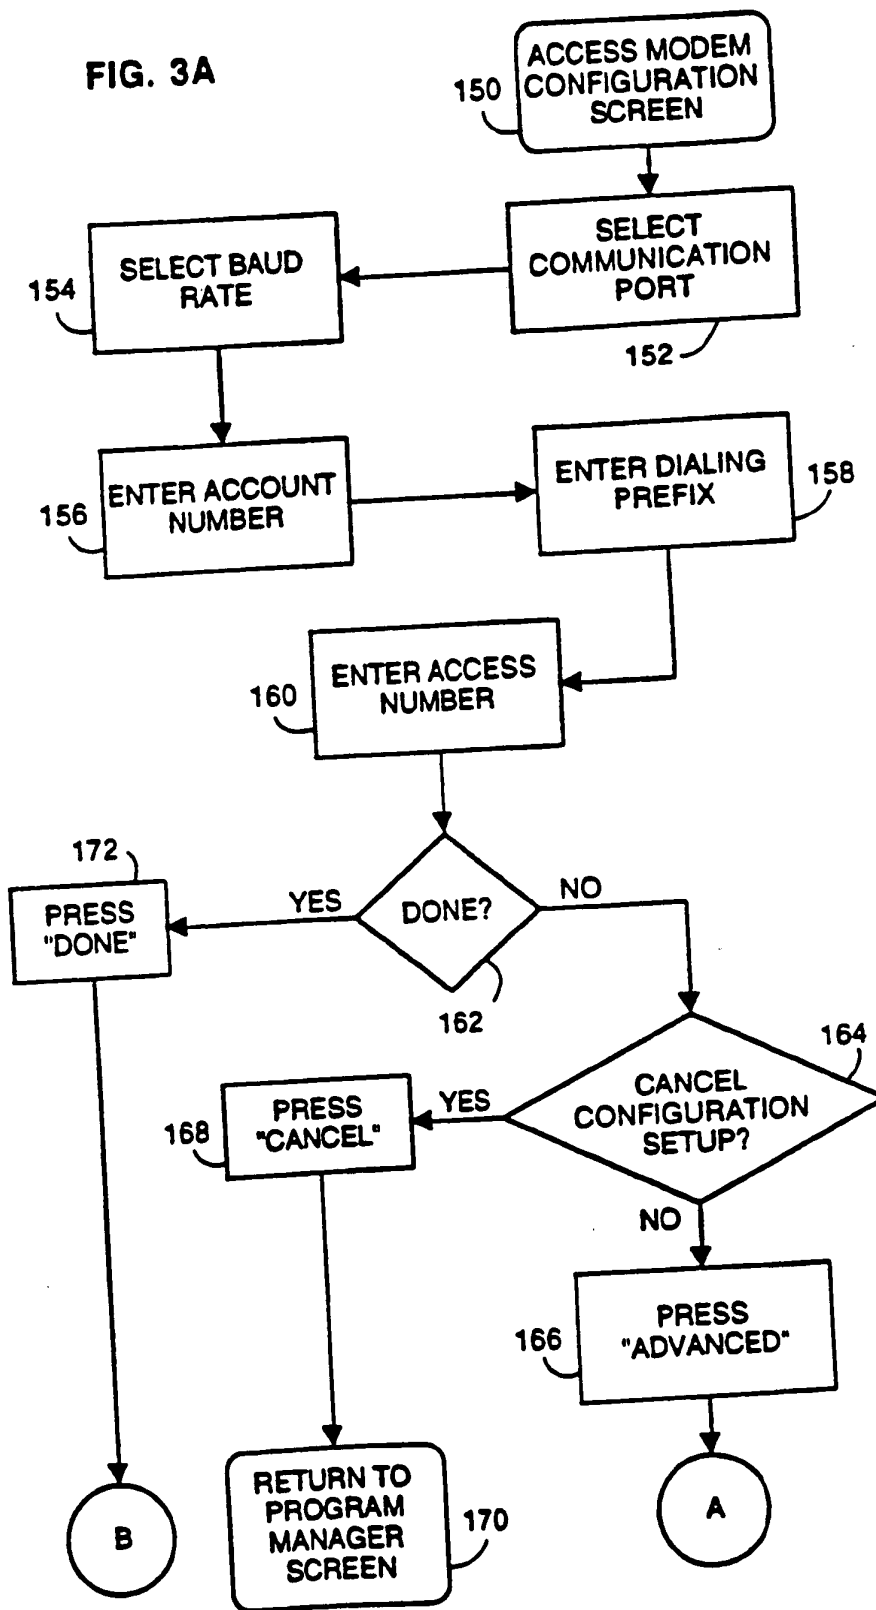 FIG. 3A
ACCESS MODEM
CONFIGURATION
SCREEN
150
SELECT
COMMUNICATION
PORT
152
SELECT BAUD
RATE
154
ENTER ACCOUNT
NUMBER
156
ENTER DIALING
PREFIX
158
ENTER ACCESS
NUMBER
160
DONE?
162
YES
NO
172
PRESS
"DONE"
164
CANCEL
CONFIGURATION
SETUP?
YES
NO
PRESS
"CANCEL"
168
PRESS
"ADVANCED"
166
B
RETURN TO
PROGRAM
MANAGER
SCREEN
170
A